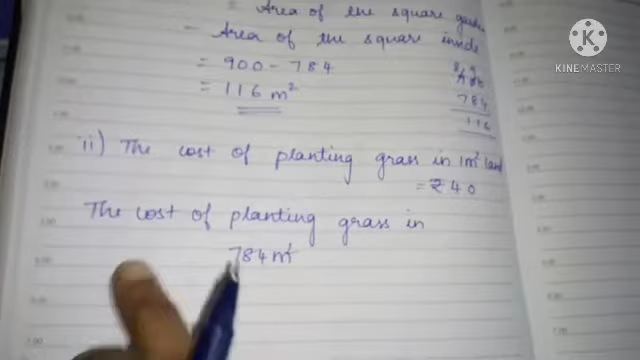 = Area of the square garden
- Area of the square inside
= 900 - 784
= 116 m²
784
116
ii) The cost of planting grass in 1m² land
= ₹ 40
The cost of planting grass in
784 m²
KINEMASTER